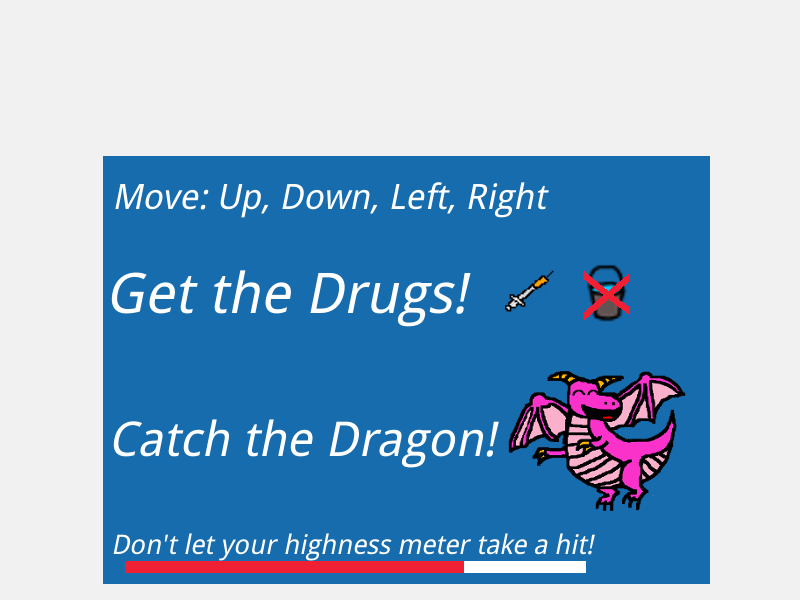 Move: Up, Down, Left, Right
Get the Drugs!
Catch the Dragon!
Don't let your highness meter take a hit!